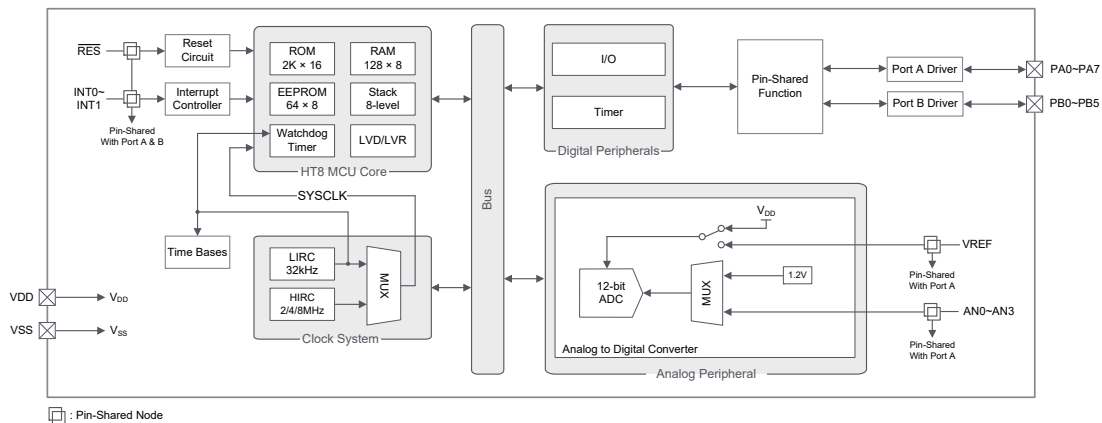 RES
Reset
Circuit
INT0~
INT1
Interrupt
Controller
Pin-Shared
With Port A & B
ROM
2K × 16
RAM
128 × 8
EEPROM
64 × 8
Stack
8-level
Watchdog
Timer
LVD/LVR
HT8 MCU Core
SYSCLK
Time Bases
LIRC
32kHz
HIRC
2/4/8MHz
MUX
Clock System
VDD
VDD
VSS
VSS
Bus
I/O
Timer
Digital Peripherals
Pin-Shared
Function
Port A Driver
Port B Driver
PA0~PA7
PB0~PB5
VDD
12-bit
ADC
MUX
1.2V
VREF
Pin-Shared
With Port A
AN0~AN3
Pin-Shared
With Port A
Analog to Digital Converter
Analog Peripheral
: Pin-Shared Node